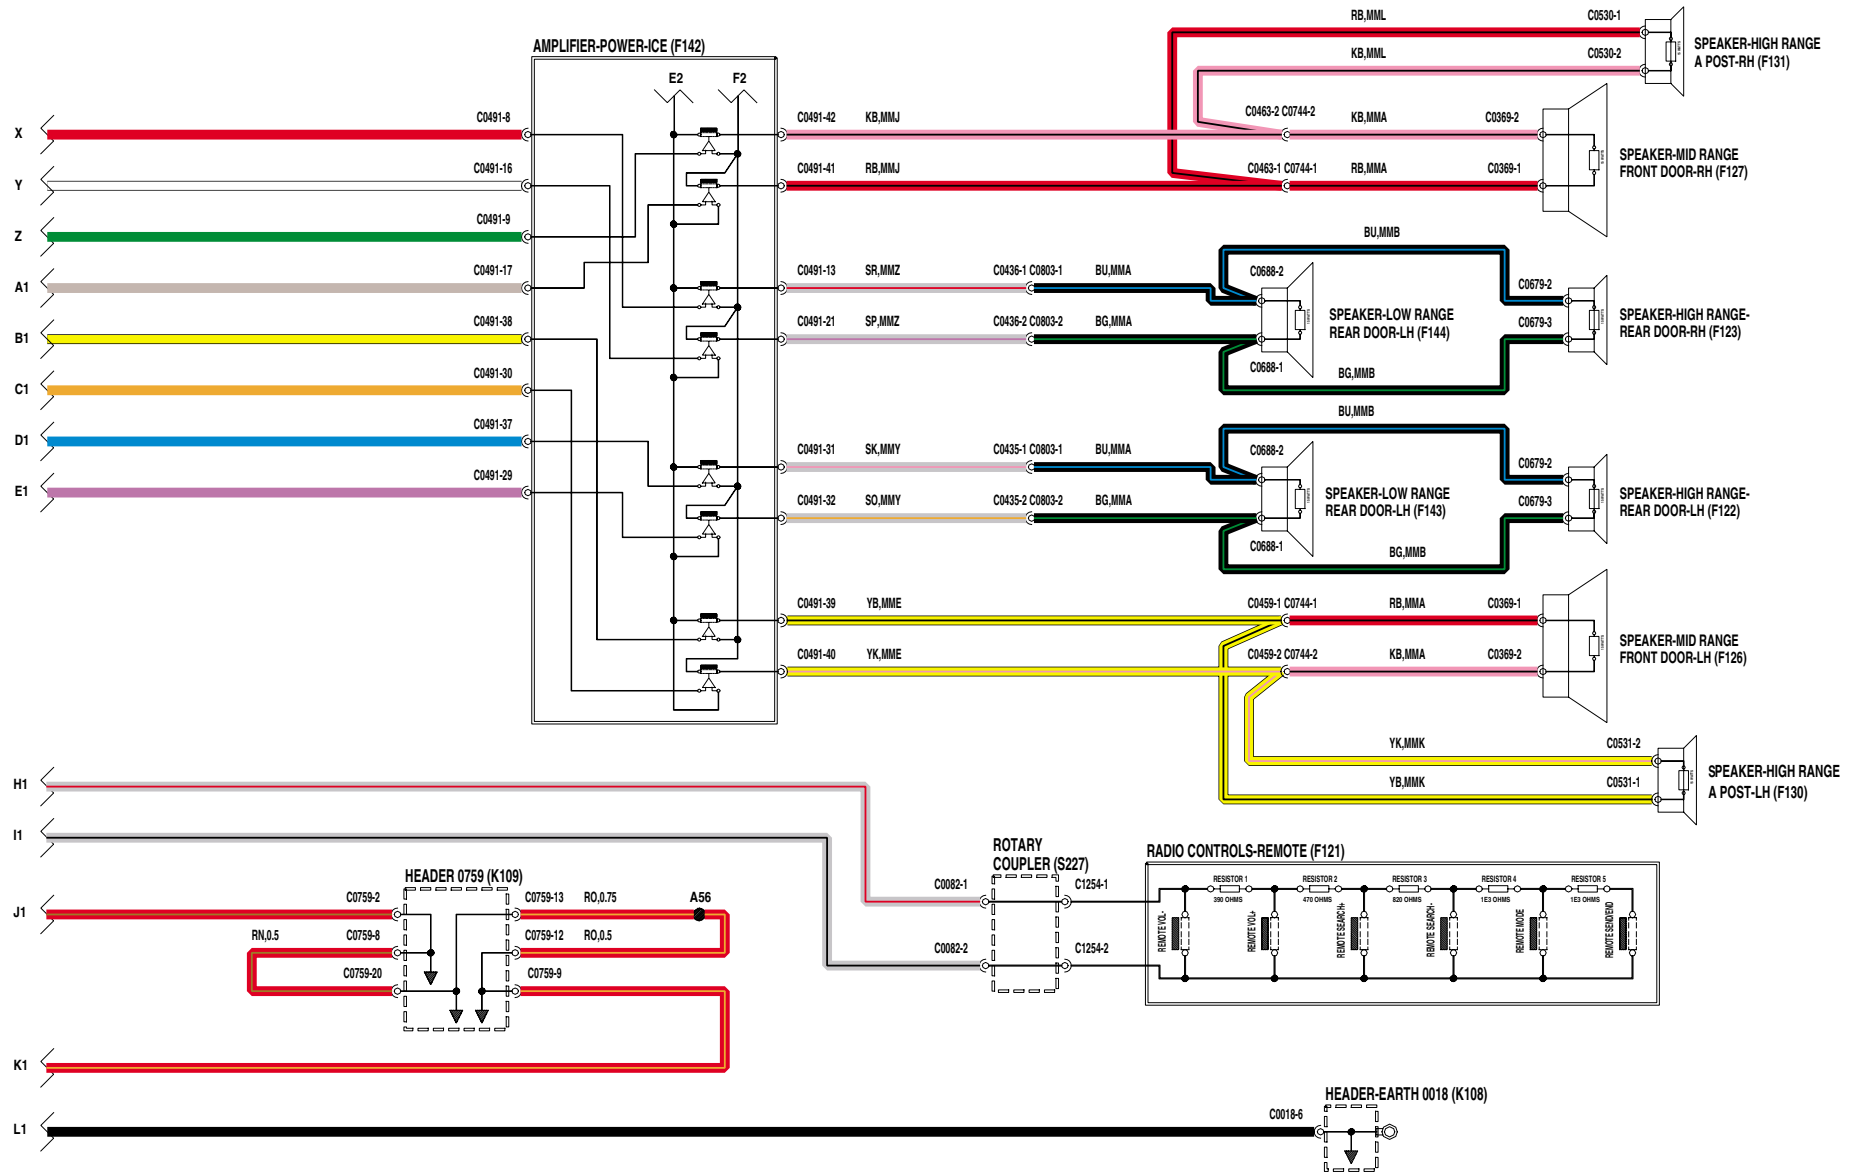 RB,MML
C0530-1
KB,MML
C0530-2
SPEAKER-HIGH RANGE
A POST-RH (F131)
AMPLIFIER-POWER-ICE (F142)
E2
F2
X
C0491-8
C0491-42
KB,MMJ
C0463-2 C0744-2
KB,MMA
C0369-2
Y
C0491-16
C0491-41
RB,MMJ
C0463-1 C0744-1
RB,MMA
C0369-1
SPEAKER-MID RANGE
FRONT DOOR-RH (F127)
Z
C0491-9
BU,MMB
A1
C0491-17
C0491-13
SR,MMZ
C0436-1 C0803-1
BU,MMA
C0688-2
C0679-2
B1
C0491-38
C0491-21
SP,MMZ
C0436-2 C0803-2
BG,MMA
C0688-1
SPEAKER-LOW RANGE
REAR DOOR-LH (F144)
C0679-3
SPEAKER-HIGH RANGE-
REAR DOOR-RH (F123)
BG,MMB
C1
C0491-30
BU,MMB
D1
C0491-37
C0491-31
SK,MMY
C0435-1 C0803-1
BU,MMA
C0688-2
C0679-2
E1
C0491-29
C0491-32
SO,MMY
C0435-2 C0803-2
BG,MMA
C0688-1
SPEAKER-LOW RANGE
REAR DOOR-LH (F143)
C0679-3
SPEAKER-HIGH RANGE-
REAR DOOR-LH (F122)
BG,MMB
C0491-39
YB,MME
C0459-1 C0744-1
RB,MMA
C0369-1
C0491-40
YK,MME
C0459-2 C0744-2
KB,MMA
C0369-2
SPEAKER-MID RANGE
FRONT DOOR-LH (F126)
YK,MMK
C0531-2
YB,MMK
C0531-1
SPEAKER-HIGH RANGE
A POST-LH (F130)
H1
I1
ROTARY
COUPLER (S227)
C0082-1
C1254-1
C0082-2
C1254-2
RADIO CONTROLS-REMOTE (F121)
RESISTOR 1
390 OHMS
RESISTOR 2
470 OHMS
RESISTOR 3
820 OHMS
RESISTOR 4
1E3 OHMS
RESISTOR 5
1E3 OHMS
REMOTE VOL-
REMOTE VOL+
REMOTE SEARCH+
REMOTE SEARCH-
REMOTE MODE
REMOTE SEND/END
HEADER 0759 (K109)
J1
C0759-2
C0759-13
RO,0.75
A56
RN,0.5
C0759-8
C0759-12
RO,0.5
C0759-20
C0759-9
K1
L1
C0018-6
HEADER-EARTH 0018 (K108)